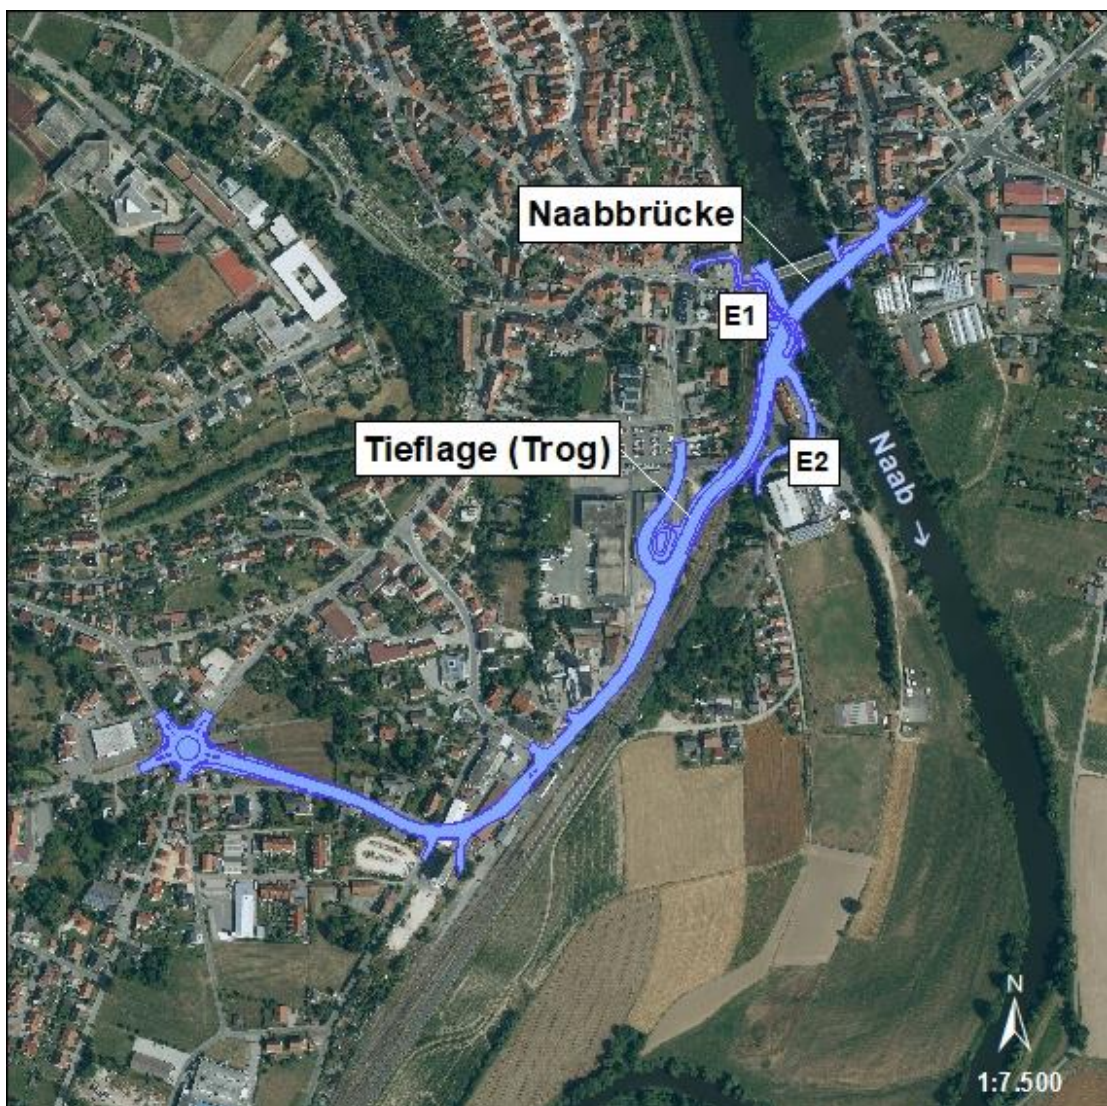 Naabbrücke
E1
Tieflage (Trog)
E2
Naab →
N
1:7.500